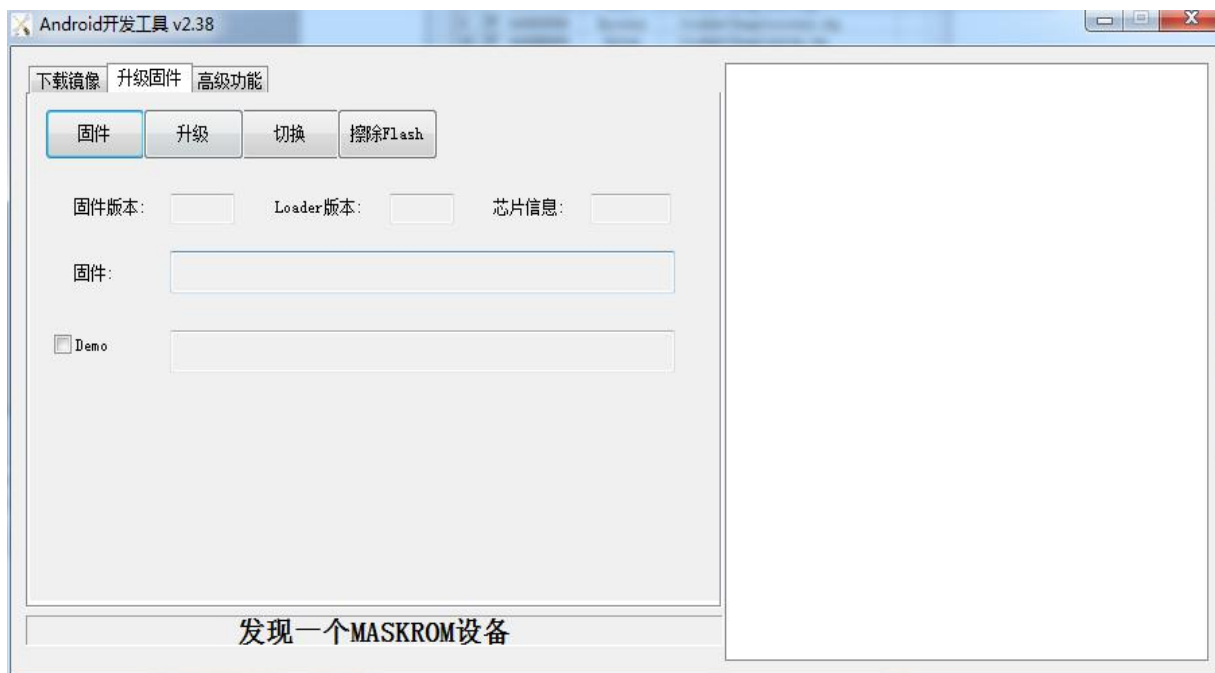 Android开发工具 v2.38
下载镜像 升级固件 高级功能
固件 升级 切换 擦除Flash
固件版本: Loader版本: 芯片信息:
固件:
Demo
发现一个MASKROM设备